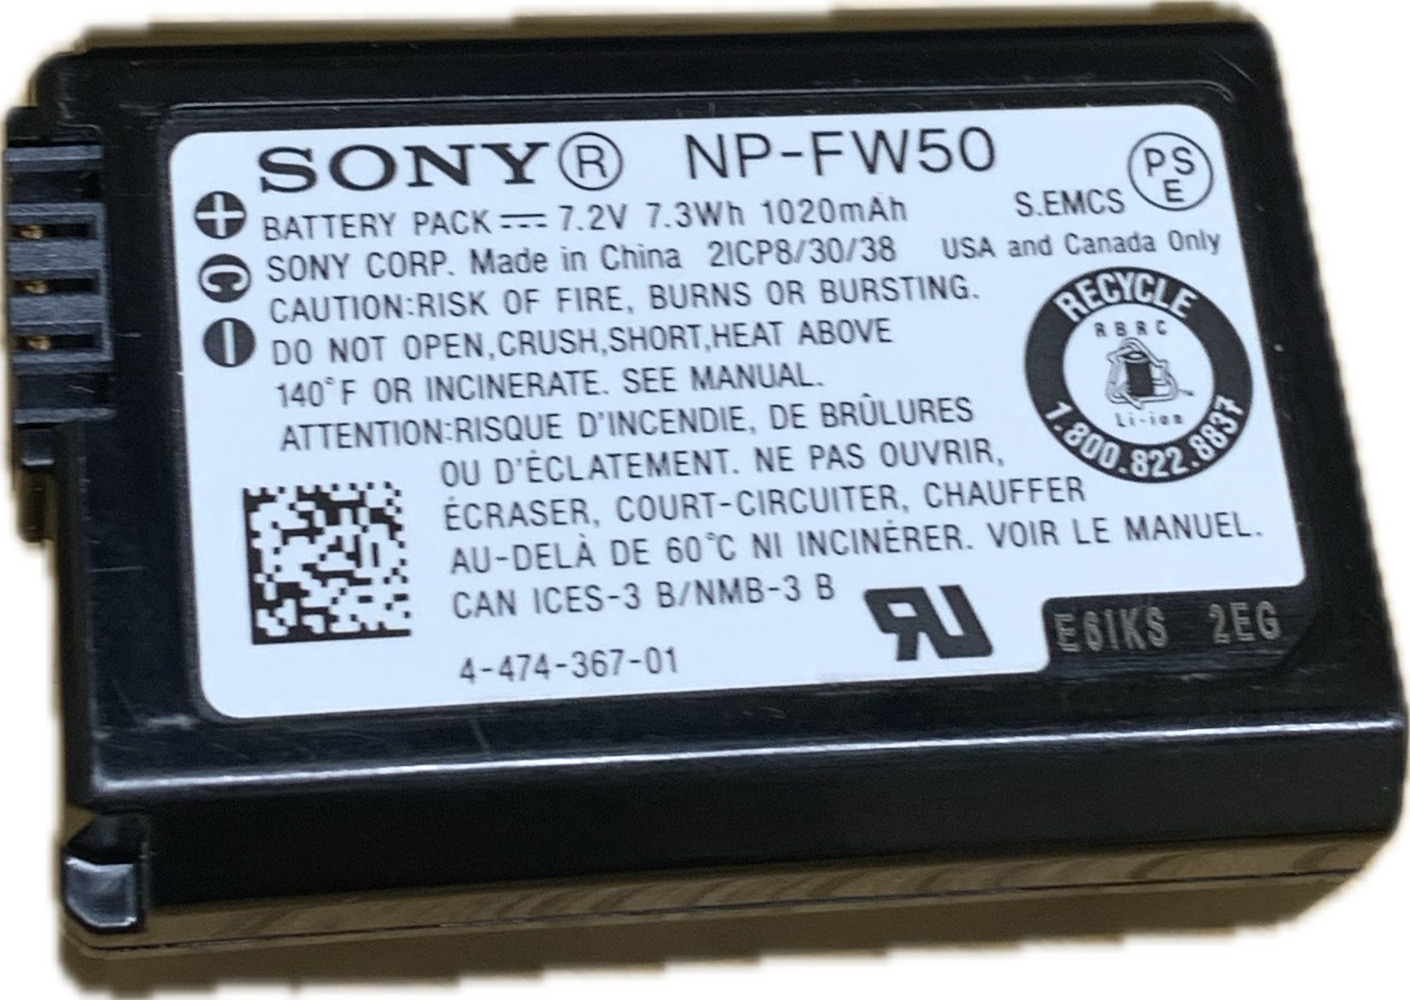 SONY® NP-FW50
PSE
BATTERY PACK ⎓ 7.2V 7.3Wh 1020mAh S.EMCS
SONY CORP. Made in China 2ICP8/30/38 USA and Canada Only
CAUTION:RISK OF FIRE, BURNS OR BURSTING.
DO NOT OPEN,CRUSH,SHORT,HEAT ABOVE
140°F OR INCINERATE. SEE MANUAL.
ATTENTION:RISQUE D'INCENDIE, DE BRÛLURES
OU D'ÉCLATEMENT. NE PAS OUVRIR,
ÉCRASER, COURT-CIRCUITER, CHAUFFER
AU-DELÀ DE 60°C NI INCINÉRER. VOIR LE MANUEL.
CAN ICES-3 B/NMB-3 B
4-474-367-01
RECYCLE
RBRC
Li-ion
1.800.822.8837
E61KS 2EG